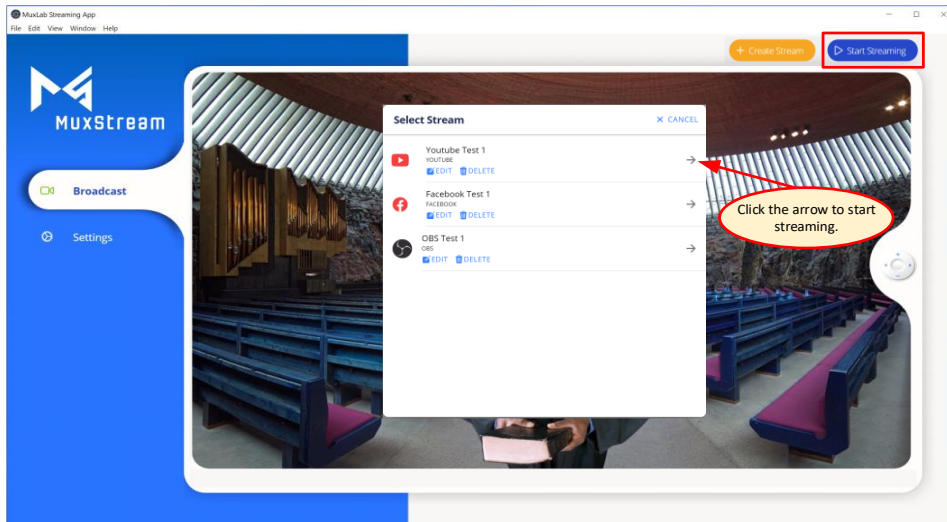 MuxLab Streaming App
File Edit View Window Help
+ Create Stream
Start Streaming
MuxStream
Broadcast
Settings
Select Stream
× CANCEL
Youtube Test 1
YOUTUBE
EDIT DELETE
Facebook Test 1
FACEBOOK
EDIT DELETE
OBS Test 1
OBS
EDIT DELETE
Click the arrow to start
streaming.